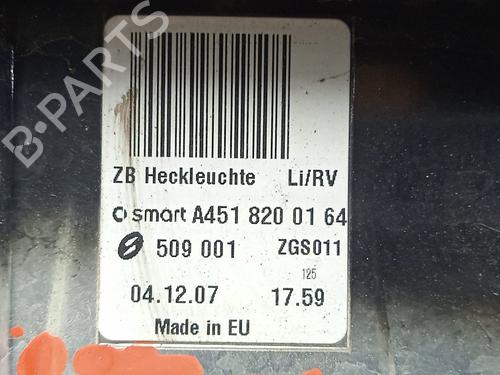 B-PARTS
ZB Heckleuchte Li/RV
smart A451 820 01 64
509 001 ZGS011
125
04.12.07 17.59
Made in EU